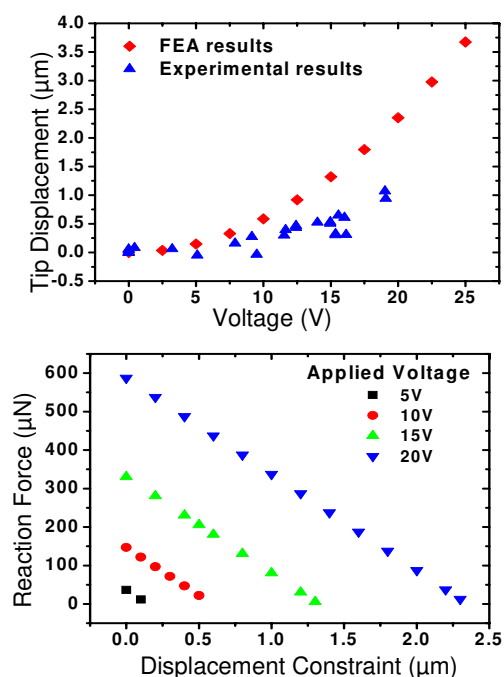 4.0
3.5
3.0
2.5
2.0
1.5
1.0
0.5
0.0
-0.5
Tip Displacement (μm)
FEA results
Experimental results
0 5 10 15 20 25
Voltage (V)
600
500
400
300
200
100
0
Reaction Force (μN)
Applied Voltage
5V
10V
15V
20V
0.0 0.5 1.0 1.5 2.0 2.5
Displacement Constraint (μm)